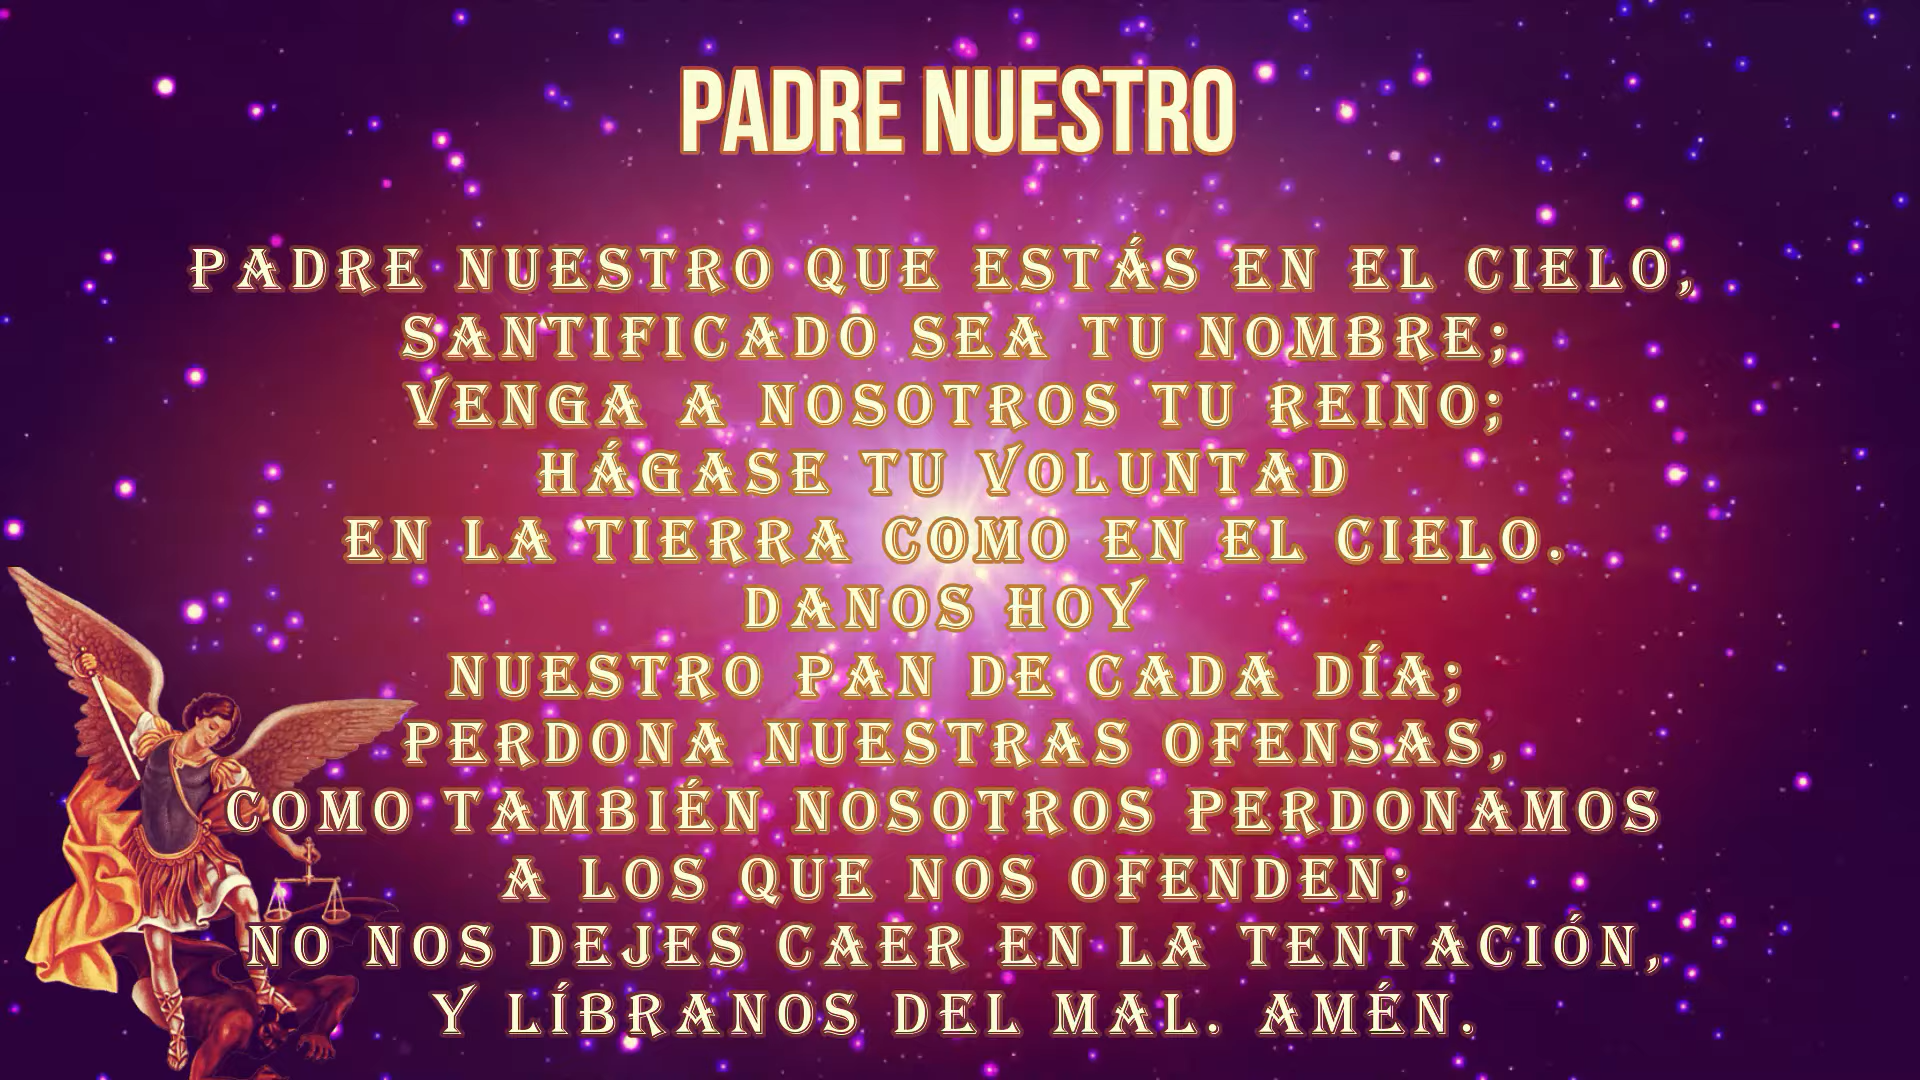 PADRE NUESTRO
PADRE NUESTRO QUE ESTÁS EN EL CIELO,
SANTIFICADO SEA TU NOMBRE;
VENGA A NOSOTROS TU REINO;
HÁGASE TU VOLUNTAD
EN LA TIERRA COMO EN EL CIELO.
DANOS HOY
NUESTRO PAN DE CADA DÍA;
PERDONA NUESTRAS OFENSAS,
COMO TAMBIÉN NOSOTROS PERDONAMOS
A LOS QUE NOS OFENDEN;
NO NOS DEJES CAER EN LA TENTACIÓN,
Y LÍBRANOS DEL MAL. AMÉN.